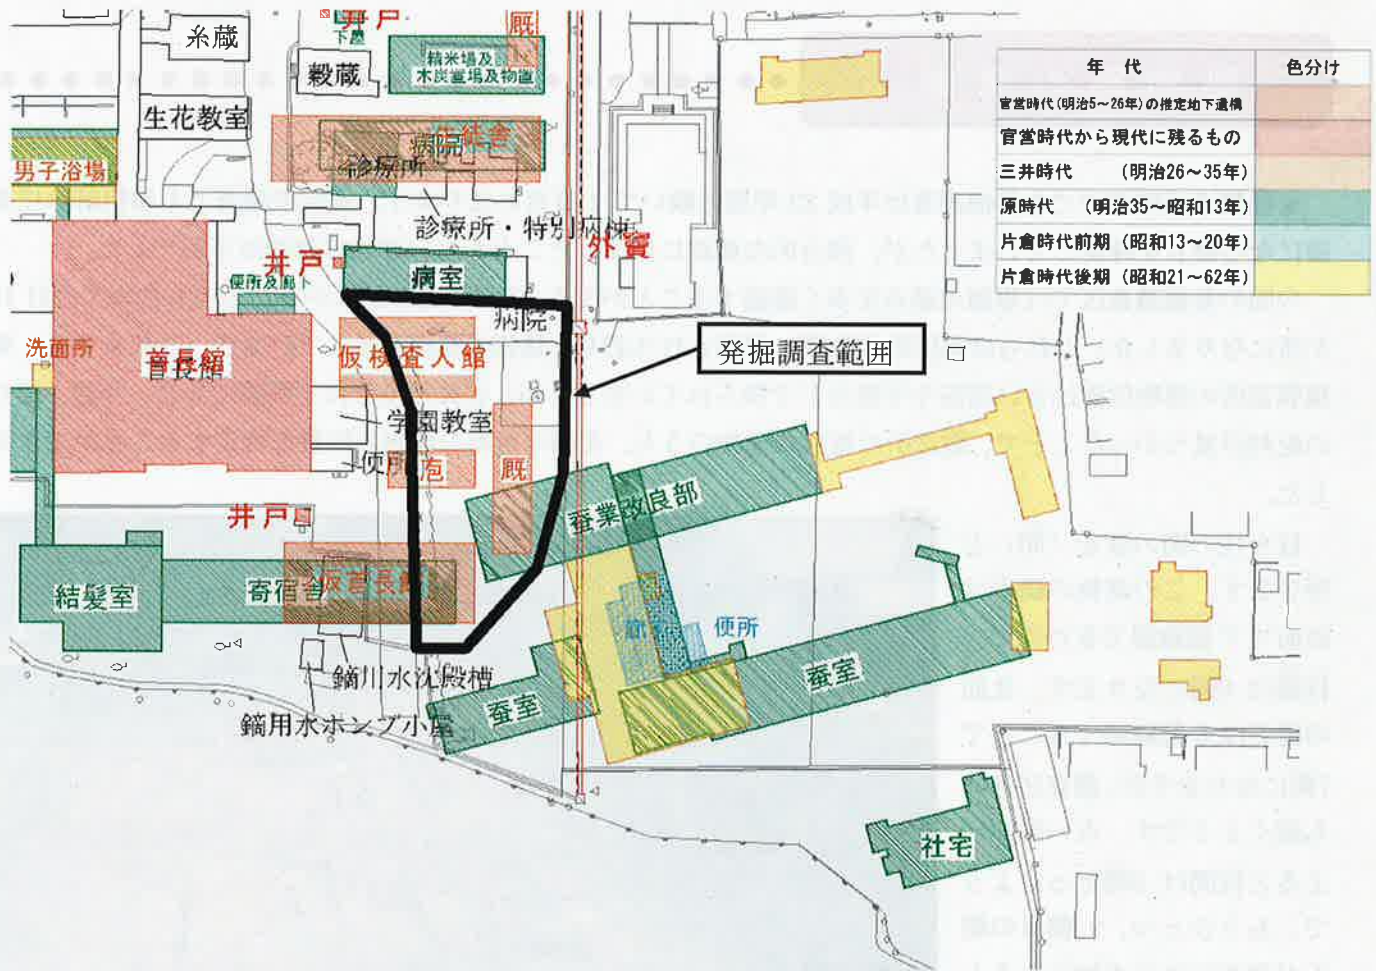 糸蔵
井戸
下屋
厩
精米場及
木炭置場及物置
穀蔵
生花教室
男子浴場
病院
診療所
診療所・特別病棟
外賓
井戸
病室
便所及廊下
病院
洗面所
首長館
首長館
仮検査人館
発掘調査範囲
学園教室
便所
庖
厩
井戸
蚕業改良部
結髪室
寄宿舎
仮首長館
便所
蚕室
鏑川水沈殿槽
蚕室
鏑用水ポンプ小屋
社宅
年 代 色分け
官営時代(明治5~26年)の推定地下遺構
官営時代から現代に残るもの
三井時代 (明治26~35年)
原時代 (明治35~昭和13年)
片倉時代前期 (昭和13~20年)
片倉時代後期 (昭和21~62年)